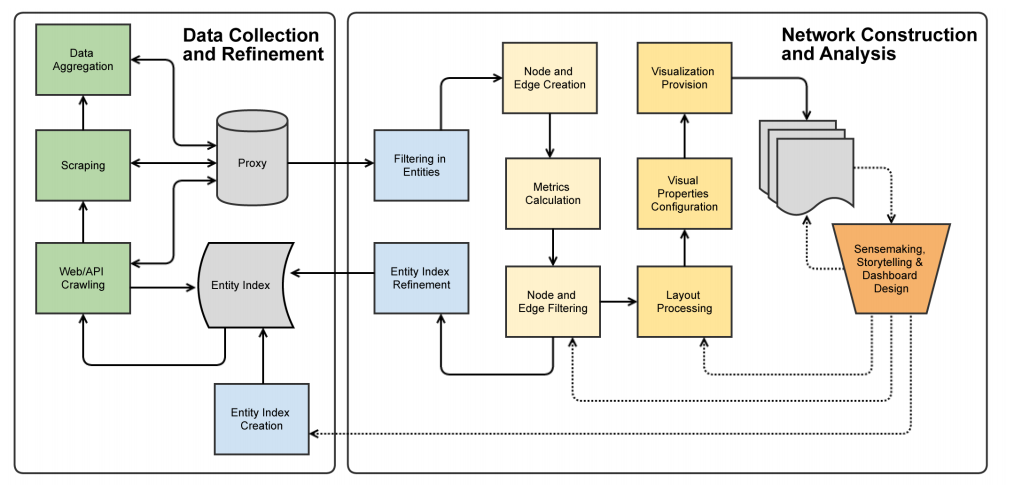 Data Collection
and Refinement
Data
Aggregation
Scraping
Proxy
Web/API
Crawling
Entity Index
Entity Index
Creation
Network Construction
and Analysis
Filtering in
Entities
Entity Index
Refinement
Node and
Edge Creation
Metrics
Calculation
Node and
Edge Filtering
Visualization
Provision
Visual
Properties
Configuration
Layout
Processing
Sensemaking,
Storytelling &
Dashboard
Design